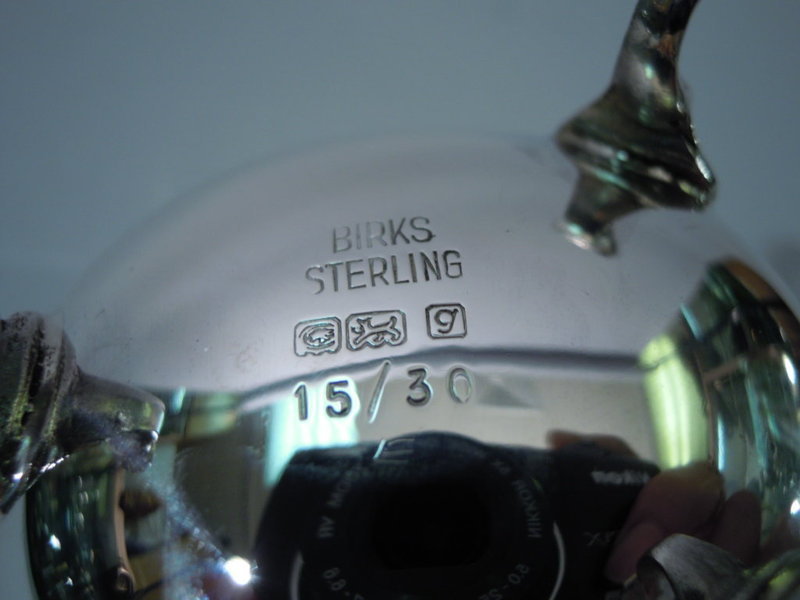 BIRKS
STERLING
g
15/30